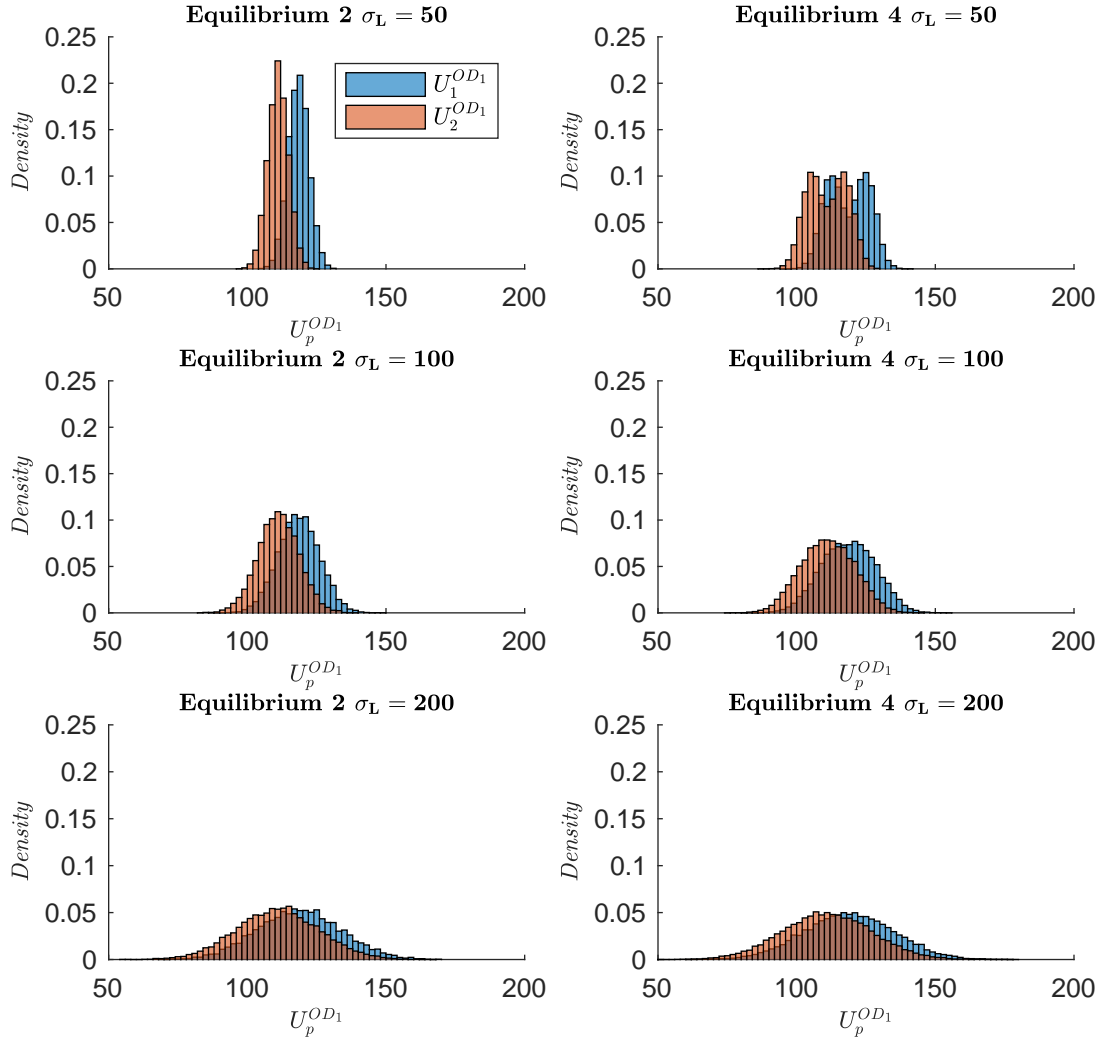 Equilibrium 2 σ_L = 50
0.25
0.2
0.15
0.1
0.05
0
Density
U_1^{OD_1}
U_2^{OD_1}
50 100 150 200
U_p^{OD_1}
Equilibrium 4 σ_L = 50
0.25
0.2
0.15
0.1
0.05
0
Density
50 100 150 200
U_p^{OD_1}
Equilibrium 2 σ_L = 100
0.25
0.2
0.15
0.1
0.05
0
Density
50 100 150 200
U_p^{OD_1}
Equilibrium 4 σ_L = 100
0.25
0.2
0.15
0.1
0.05
0
Density
50 100 150 200
U_p^{OD_1}
Equilibrium 2 σ_L = 200
0.25
0.2
0.15
0.1
0.05
0
Density
50 100 150 200
U_p^{OD_1}
Equilibrium 4 σ_L = 200
0.25
0.2
0.15
0.1
0.05
0
Density
50 100 150 200
U_p^{OD_1}